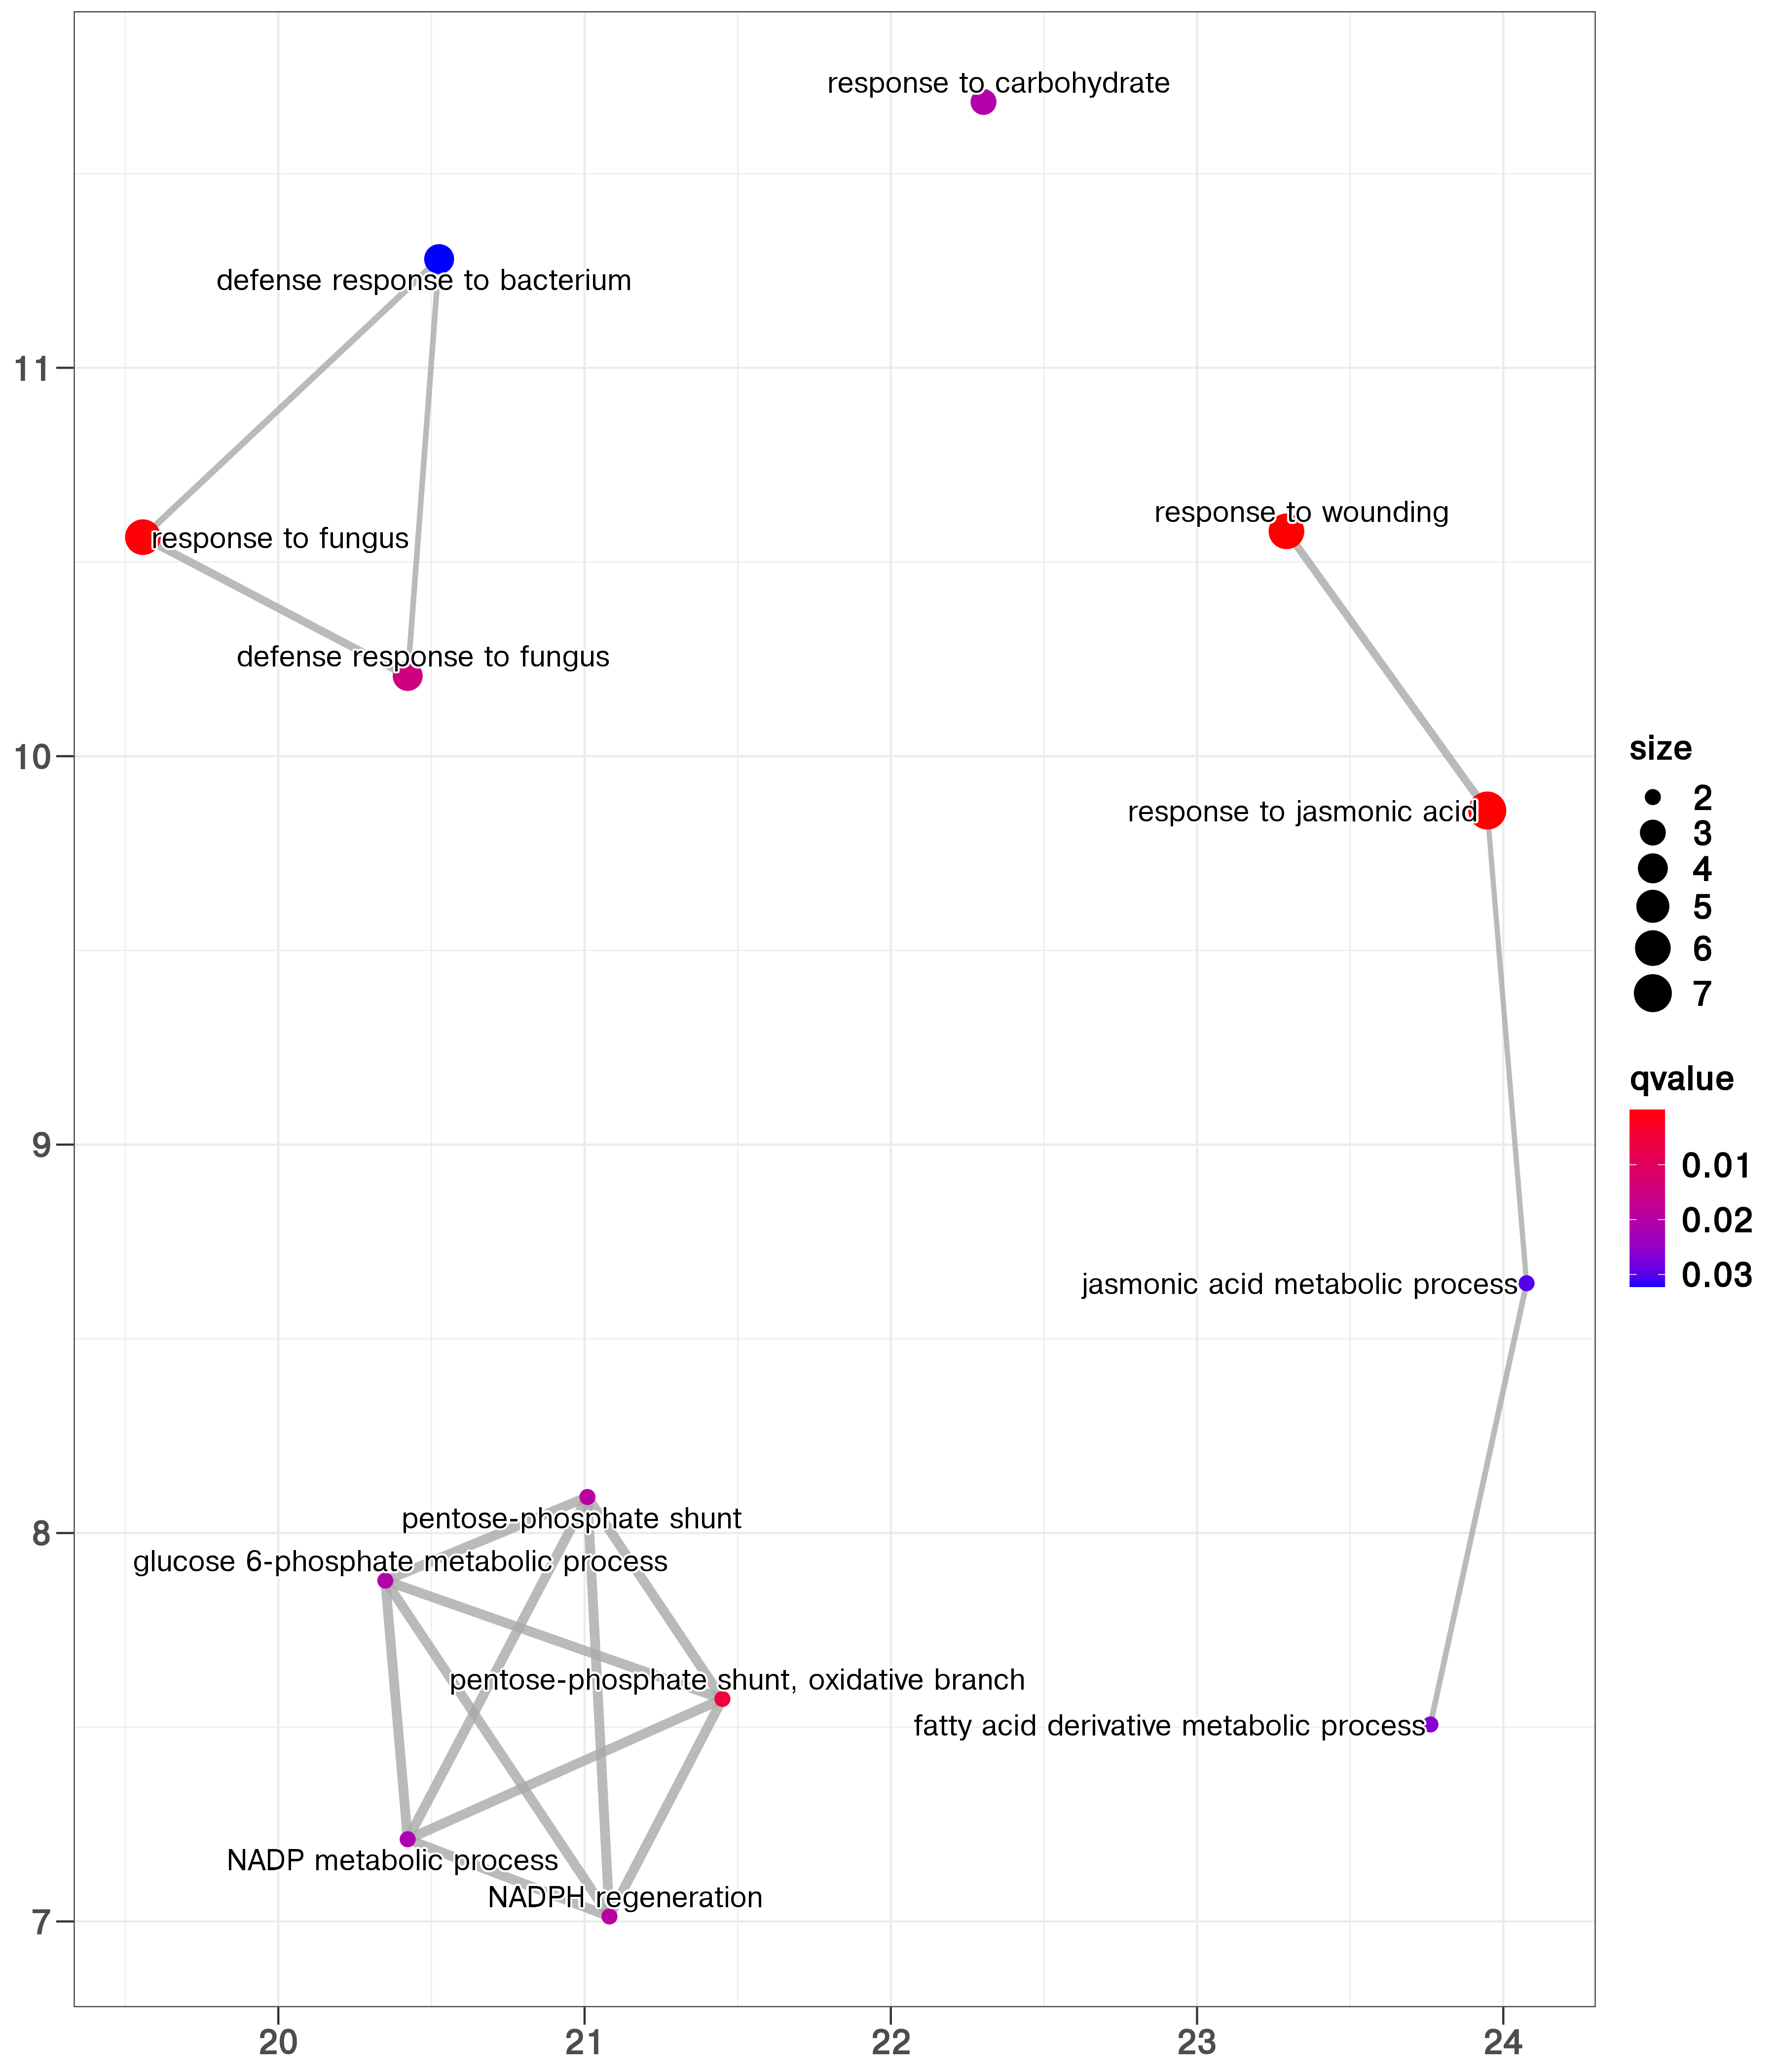 response to carbohydrate
defense response to bacterium
11
response to wounding
response to fungus
defense response to fungus
10
response to jasmonic acid
9
jasmonic acid metabolic process
pentose-phosphate shunt
8
glucose 6-phosphate metabolic process
pentose-phosphate shunt, oxidative branch
fatty acid derivative metabolic process
NADP metabolic process
NADPH regeneration
7
20 21 22 23 24
size
2
3
4
5
6
7
qvalue
0.01
0.02
0.03